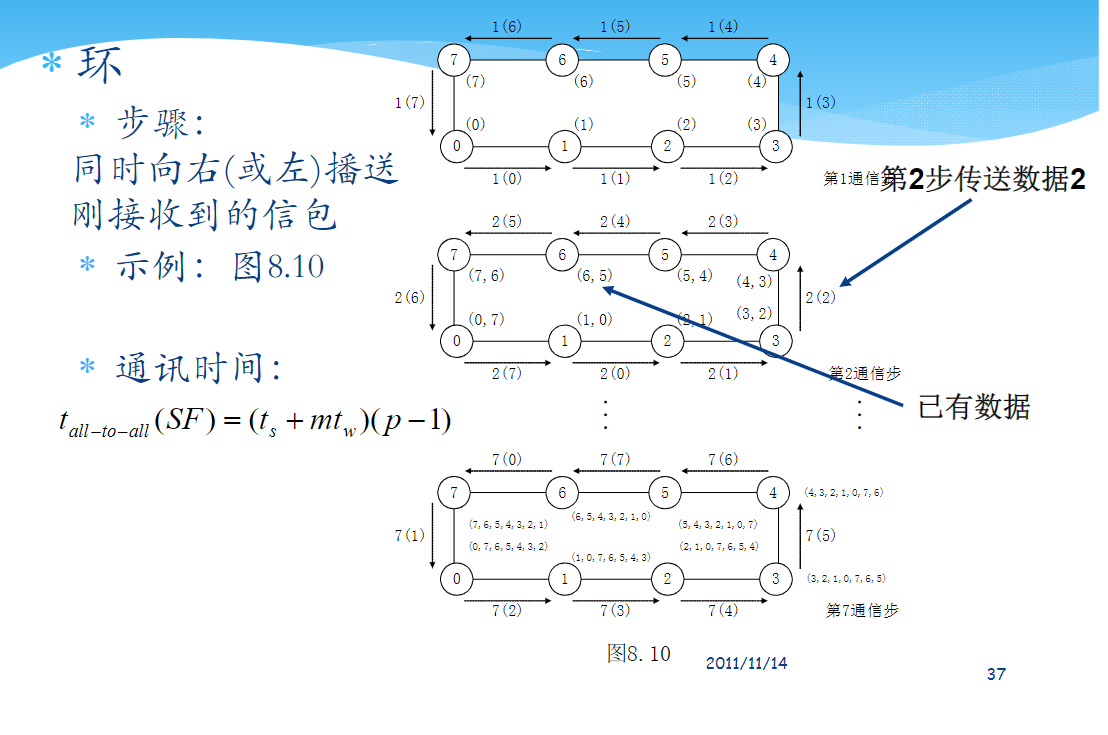 * 环
* 步骤：
同时向右(或左)播送
刚接收到的信包
* 示例：图8.10
* 通讯时间：
t_{all-to-all}(SF) = (t_s + mt_w)(p-1)
1(6) 1(5) 1(4)
7 6 5 4
(7) (6) (5) (4)
1(7) 1(3)
(0) (1) (2) (3)
0 1 2 3
1(0) 1(1) 1(2)
第1通信
第2步传送数据2
2(5) 2(4) 2(3)
7 6 5 4
(7,6) (6,5) (5,4) (4,3)
2(6) 2(2)
(0,7) (1,0) (2,1) (3,2)
0 1 2 3
2(7) 2(0) 2(1)
第2通信步
已有数据
7(0) 7(7) 7(6)
7 6 5 4 (4,3,2,1,0,7,6)
(7,6,5,4,3,2,1) (6,5,4,3,2,1,0) (5,4,3,2,1,0,7)
7(1) 7(5)
(0,7,6,5,4,3,2) (1,0,7,6,5,4,3) (2,1,0,7,6,5,4)
0 1 2 3 (3,2,1,0,7,6,5)
7(2) 7(3) 7(4)
第7通信步
图8.10
2011/11/14
37